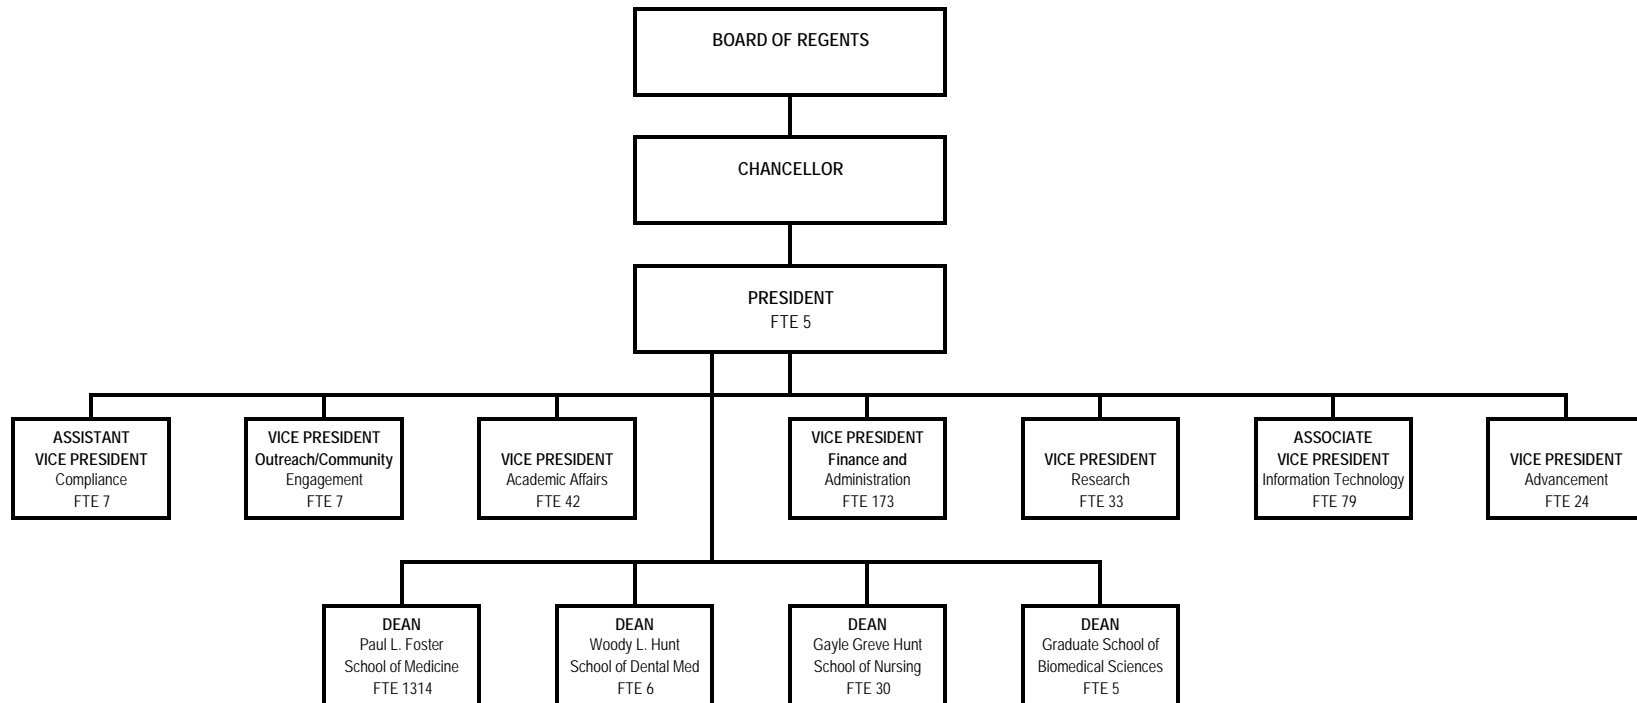 BOARD OF REGENTS
CHANCELLOR
PRESIDENT
FTE 5
ASSISTANT
VICE PRESIDENT
Compliance
FTE 7
VICE PRESIDENT
Outreach/Community
Engagement
FTE 7
VICE PRESIDENT
Academic Affairs
FTE 42
VICE PRESIDENT
Finance and
Administration
FTE 173
VICE PRESIDENT
Research
FTE 33
ASSOCIATE
VICE PRESIDENT
Information Technology
FTE 79
VICE PRESIDENT
Advancement
FTE 24
DEAN
Paul L. Foster
School of Medicine
FTE 1314
DEAN
Woody L. Hunt
School of Dental Med
FTE 6
DEAN
Gayle Greve Hunt
School of Nursing
FTE 30
DEAN
Graduate School of
Biomedical Sciences
FTE 5